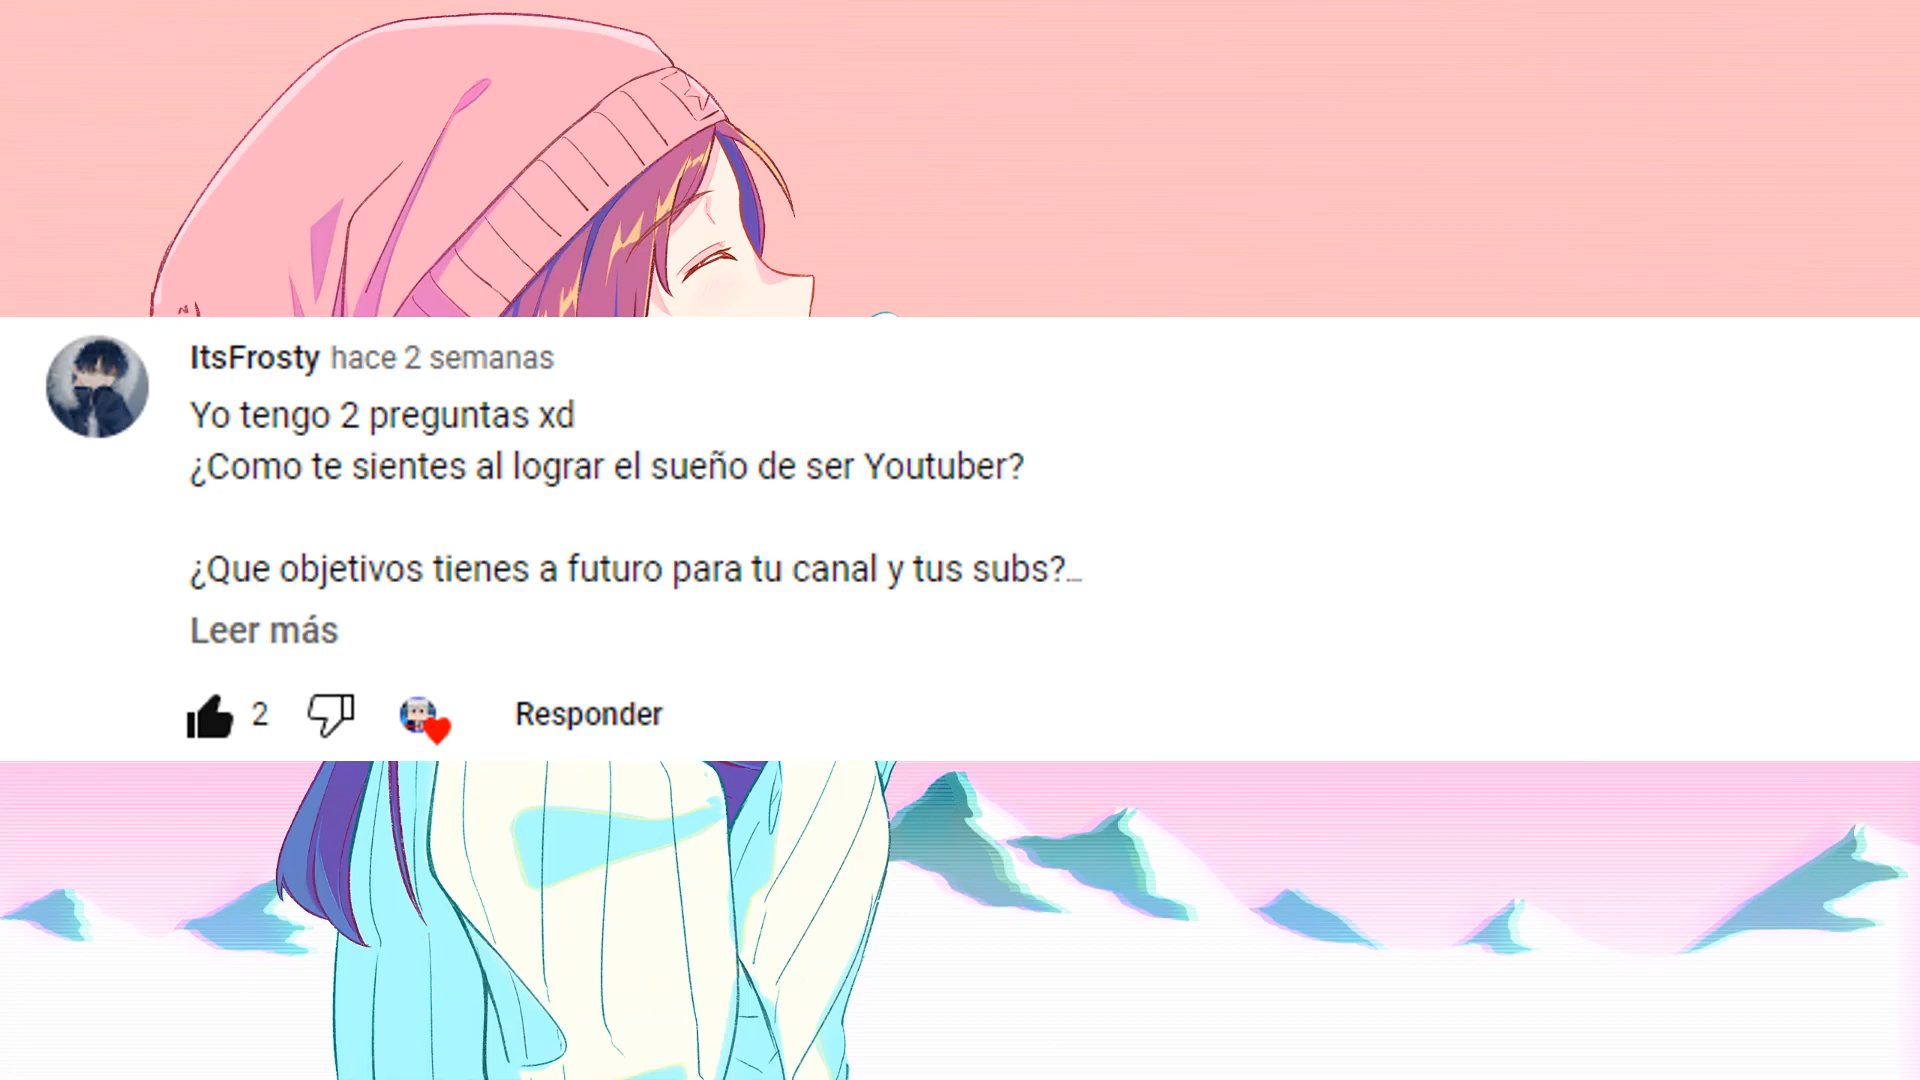 ItsFrosty hace 2 semanas
Yo tengo 2 preguntas xd
¿Como te sientes al lograr el sueño de ser Youtuber?
¿Que objetivos tienes a futuro para tu canal y tus subs?...
Leer más
2 Responder